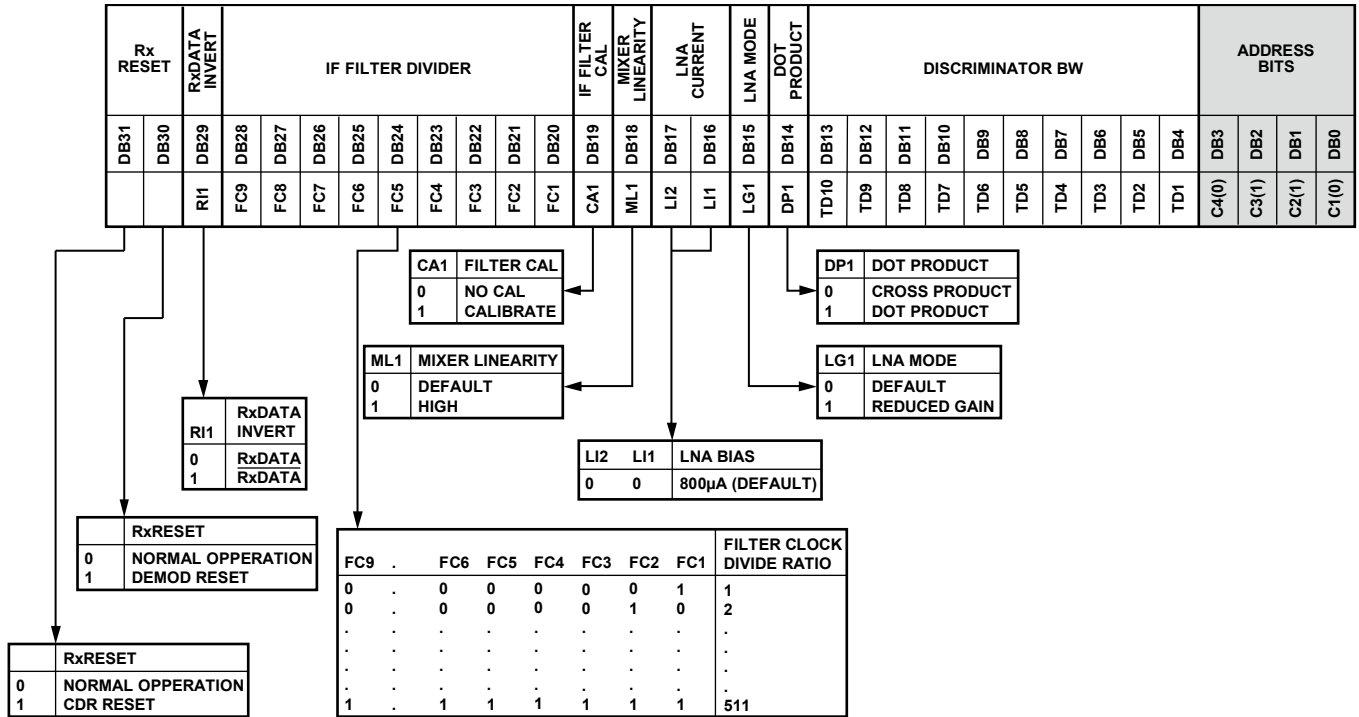 Rx RESET
RxDATA INVERT
IF FILTER DIVIDER
IF FILTER CAL
MIXER LINEARITY
LNA CURRENT
LNA MODE
DOT PRODUCT
DISCRIMINATOR BW
ADDRESS BITS
DB31 DB30 DB29 DB28 DB27 DB26 DB25 DB24 DB23 DB22 DB21 DB20 DB19 DB18 DB17 DB16 DB15 DB14 DB13 DB12 DB11 DB10 DB9 DB8 DB7 DB6 DB5 DB4 DB3 DB2 DB1 DB0
RI1 FC9 FC8 FC7 FC6 FC5 FC4 FC3 FC2 FC1 CA1 ML1 LI2 LI1 LG1 DP1 TD10 TD9 TD8 TD7 TD6 TD5 TD4 TD3 TD2 TD1 C4(0) C3(1) C2(1) C1(0)
CA1 FILTER CAL
0 NO CAL
1 CALIBRATE
DP1 DOT PRODUCT
0 CROSS PRODUCT
1 DOT PRODUCT
ML1 MIXER LINEARITY
0 DEFAULT
1 HIGH
LG1 LNA MODE
0 DEFAULT
1 REDUCED GAIN
RI1 RxDATA INVERT
0 RxDATA
1 RxDATA
LI2 LI1 LNA BIAS
0 0 800µA (DEFAULT)
RxRESET
0 NORMAL OPPERATION
1 DEMOD RESET
FC9 . FC6 FC5 FC4 FC3 FC2 FC1 FILTER CLOCK DIVIDE RATIO
0 . 0 0 0 0 0 1 1
0 . 0 0 0 0 1 0 2
. . . . . . . . .
. . . . . . . . .
. . . . . . . . .
. . . . . . . . .
1 . 1 1 1 1 1 1 511
RxRESET
0 NORMAL OPPERATION
1 CDR RESET